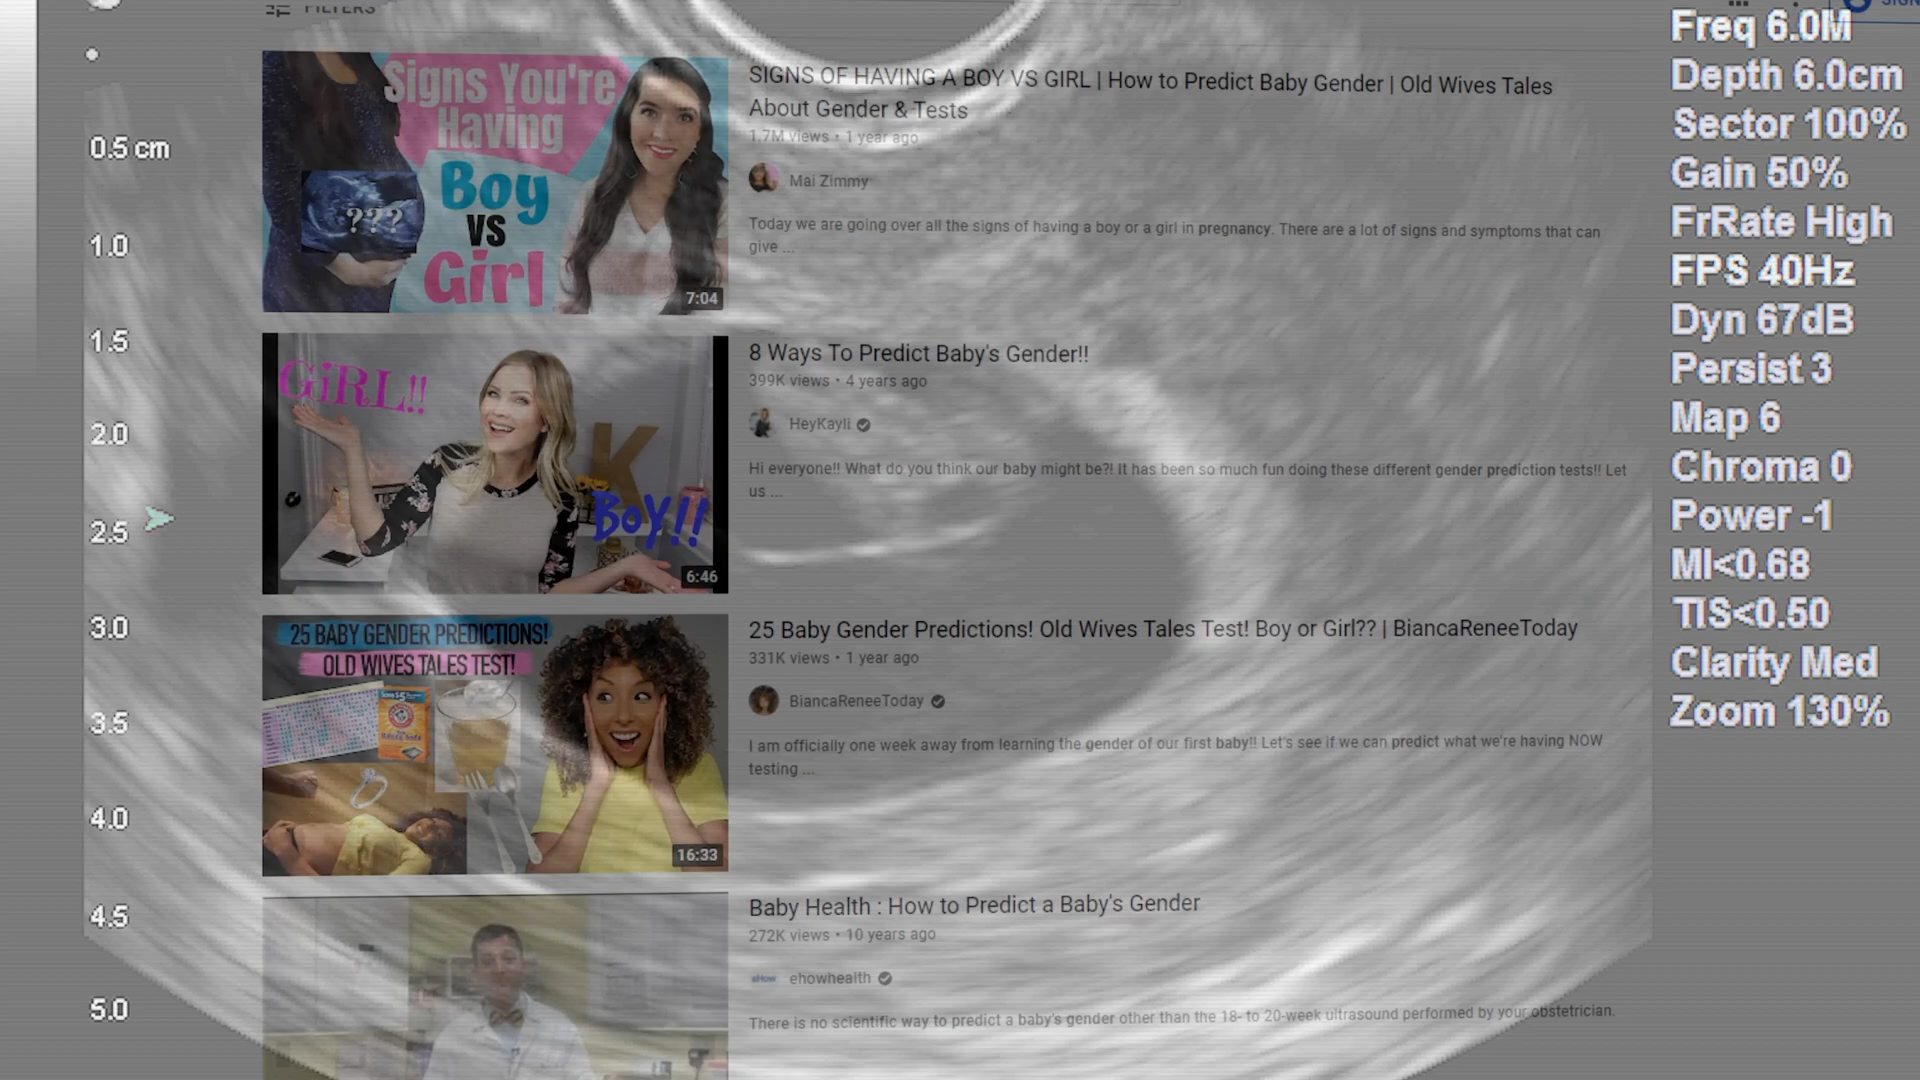 FILTERS
SIGN
Signs You're
Having
Boy
VS
Girl
???
7:04
SIGNS OF HAVING A BOY VS GIRL | How to Predict Baby Gender | Old Wives Tales
About Gender & Tests
1.7M views • 1 year ago
Mai Zimmy
Today we are going over all the signs of having a boy or a girl in pregnancy. There are a lot of signs and symptoms that can
give ...
GiRL!!
K
BOY!!
6:46
8 Ways To Predict Baby's Gender!!
399K views • 4 years ago
HeyKayli
Hi everyone!! What do you think our baby might be?! It has been so much fun doing these different gender prediction tests!! Let
us ...
25 BABY GENDER PREDICTIONS!
OLD WIVES TALES TEST!
16:33
25 Baby Gender Predictions! Old Wives Tales Test! Boy or Girl?? | BiancaReneeToday
331K views • 1 year ago
BiancaReneeToday
I am officially one week away from learning the gender of our first baby!! Let's see if we can predict what we're having NOW
testing ...
Baby Health : How to Predict a Baby's Gender
272K views • 10 years ago
eHow
ehowhealth
There is no scientific way to predict a baby's gender other than the 18- to 20-week ultrasound performed by your obstetrician.
0.5 cm
1.0
1.5
2.0
2.5
3.0
3.5
4.0
4.5
5.0
Freq 6.0M
Depth 6.0cm
Sector 100%
Gain 50%
FrRate High
FPS 40Hz
Dyn 67dB
Persist 3
Map 6
Chroma 0
Power -1
MI<0.68
TIS<0.50
Clarity Med
Zoom 130%